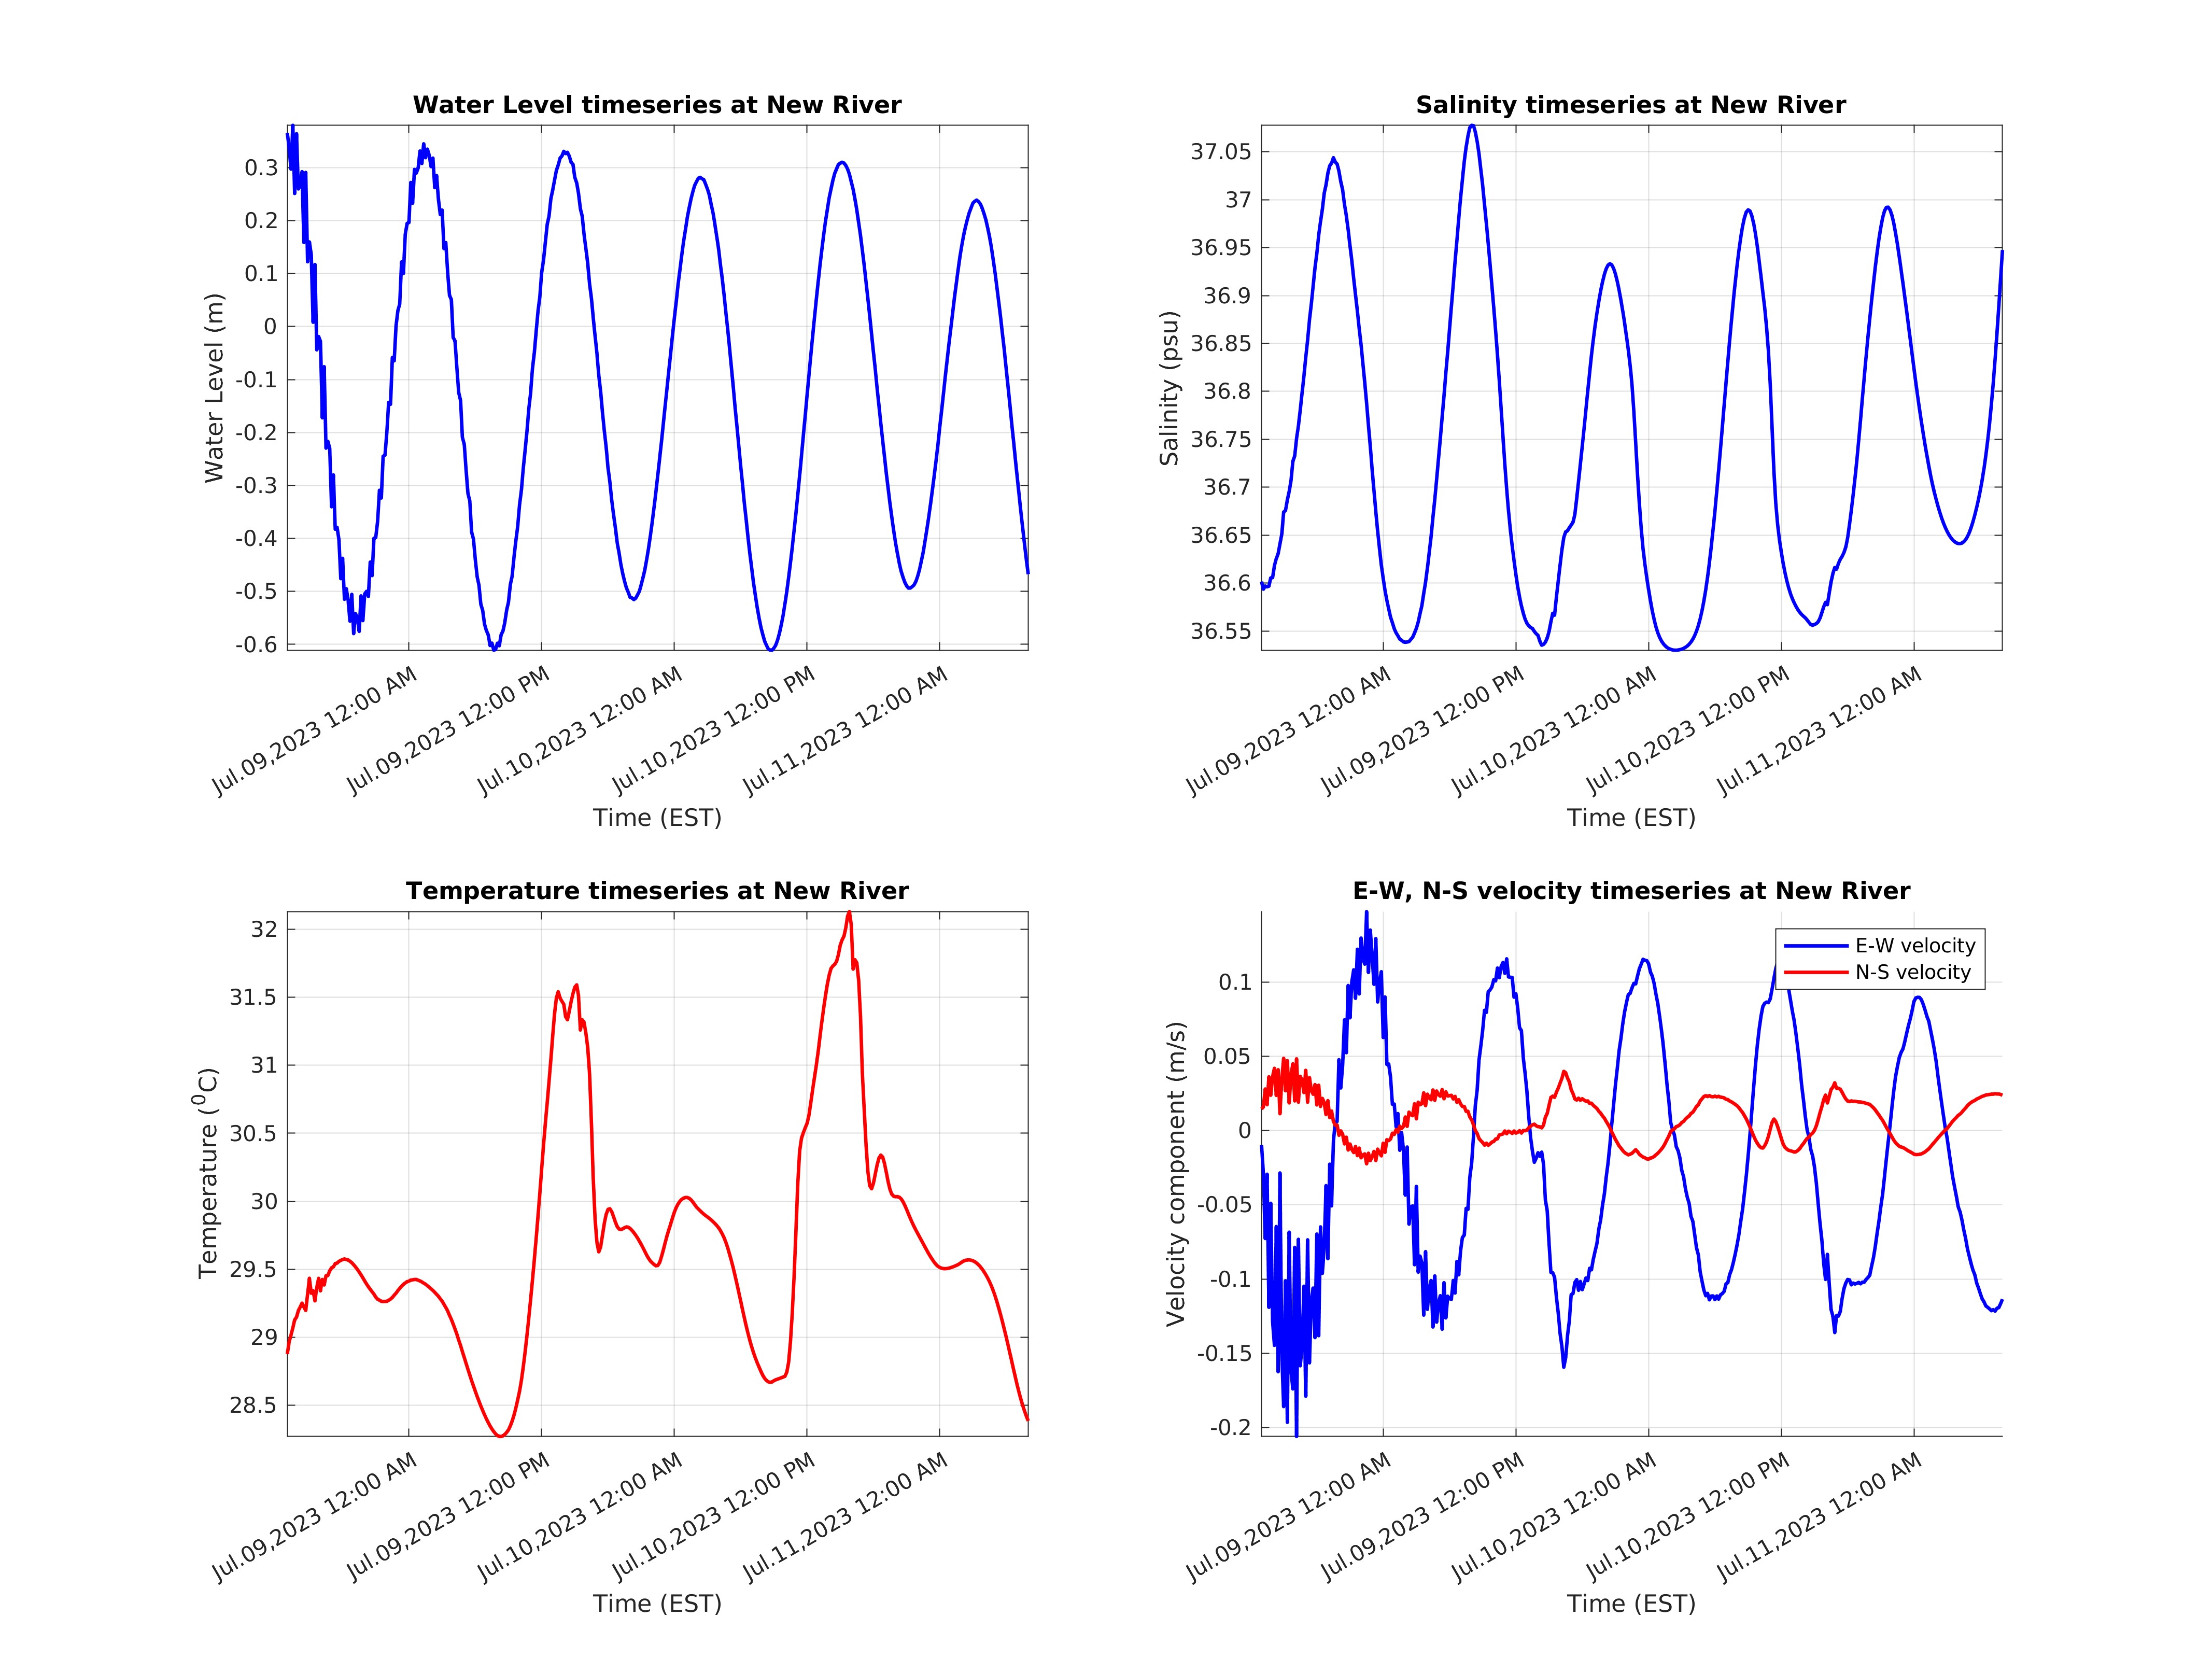 Water Level timeseries at New River
Water Level (m)
0.3
0.2
0.1
0
-0.1
-0.2
-0.3
-0.4
-0.5
-0.6
Jul.09,2023 12:00 AM
Jul.09,2023 12:00 PM
Jul.10,2023 12:00 AM
Jul.10,2023 12:00 PM
Jul.11,2023 12:00 AM
Time (EST)
Salinity timeseries at New River
Salinity (psu)
37.05
37
36.95
36.9
36.85
36.8
36.75
36.7
36.65
36.6
36.55
Jul.09,2023 12:00 AM
Jul.09,2023 12:00 PM
Jul.10,2023 12:00 AM
Jul.10,2023 12:00 PM
Jul.11,2023 12:00 AM
Time (EST)
Temperature timeseries at New River
Temperature (⁰C)
32
31.5
31
30.5
30
29.5
29
28.5
Jul.09,2023 12:00 AM
Jul.09,2023 12:00 PM
Jul.10,2023 12:00 AM
Jul.10,2023 12:00 PM
Jul.11,2023 12:00 AM
Time (EST)
E-W, N-S velocity timeseries at New River
E-W velocity
N-S velocity
Velocity component (m/s)
0.1
0.05
0
-0.05
-0.1
-0.15
-0.2
Jul.09,2023 12:00 AM
Jul.09,2023 12:00 PM
Jul.10,2023 12:00 AM
Jul.10,2023 12:00 PM
Jul.11,2023 12:00 AM
Time (EST)